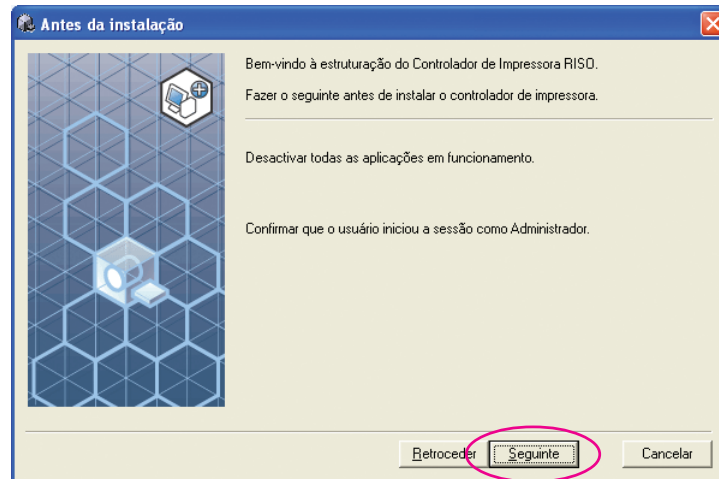 Antes da instalação
Bem-vindo à estruturação do Controlador de Impressora RISO.
Fazer o seguinte antes de instalar o controlador de impressora.
Desactivar todas as aplicações em funcionamento.
Confirmar que o usuário iniciou a sessão como Administrador.
Retroceder Seguinte Cancelar